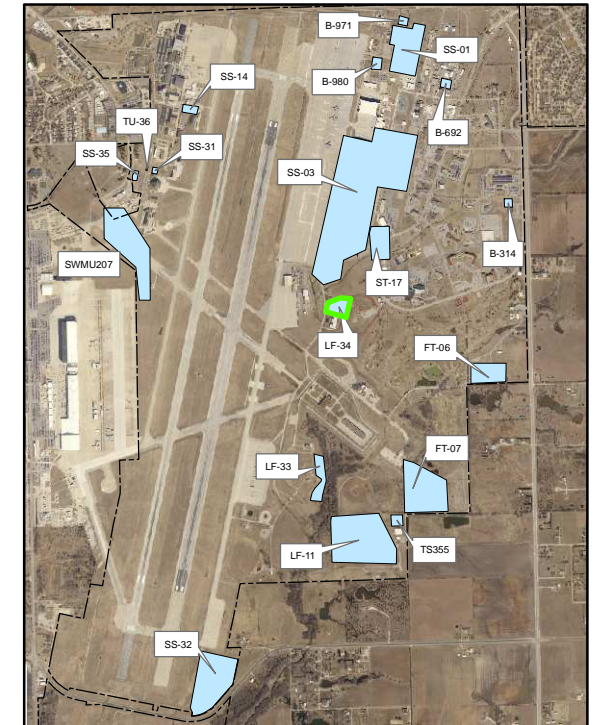 B-971
SS-01
SS-14
B-980
TU-36
B-692
SS-35
SS-31
SS-03
B-314
SWMU207
ST-17
LF-34
FT-06
LF-33
FT-07
LF-11
TS355
SS-32